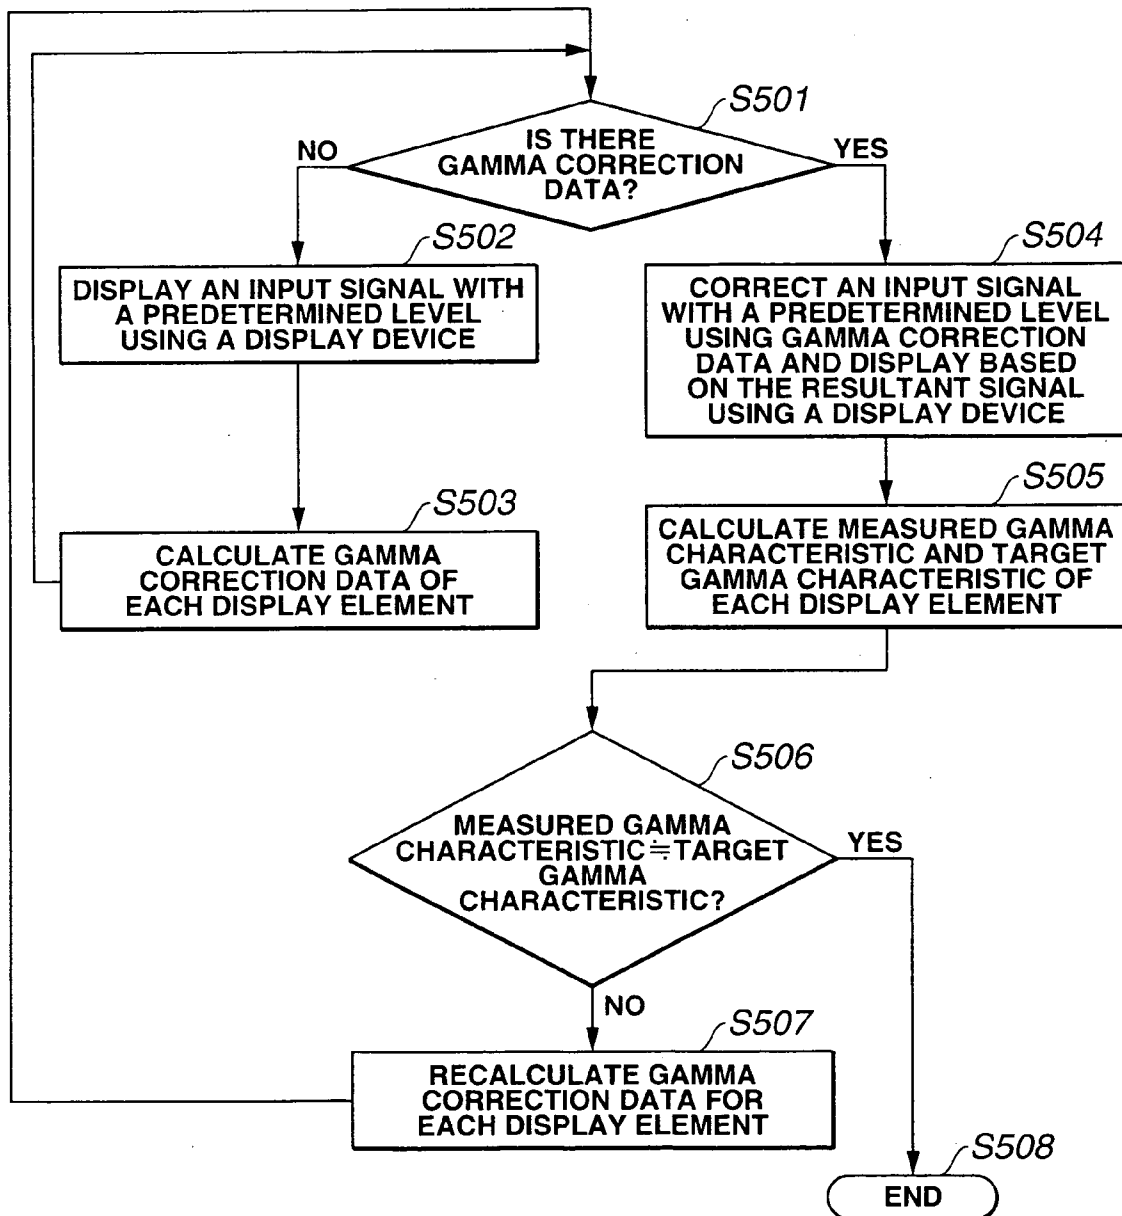 S501
IS THERE
GAMMA CORRECTION
DATA?
NO
YES
S502
DISPLAY AN INPUT SIGNAL WITH
A PREDETERMINED LEVEL
USING A DISPLAY DEVICE
S504
CORRECT AN INPUT SIGNAL
WITH A PREDETERMINED LEVEL
USING GAMMA CORRECTION
DATA AND DISPLAY BASED
ON THE RESULTANT SIGNAL
USING A DISPLAY DEVICE
S503
CALCULATE GAMMA
CORRECTION DATA OF
EACH DISPLAY ELEMENT
S505
CALCULATE MEASURED GAMMA
CHARACTERISTIC AND TARGET
GAMMA CHARACTERISTIC OF
EACH DISPLAY ELEMENT
S506
MEASURED GAMMA
CHARACTERISTIC≒TARGET
GAMMA
CHARACTERISTIC?
YES
NO
S507
RECALCULATE GAMMA
CORRECTION DATA FOR
EACH DISPLAY ELEMENT
S508
END